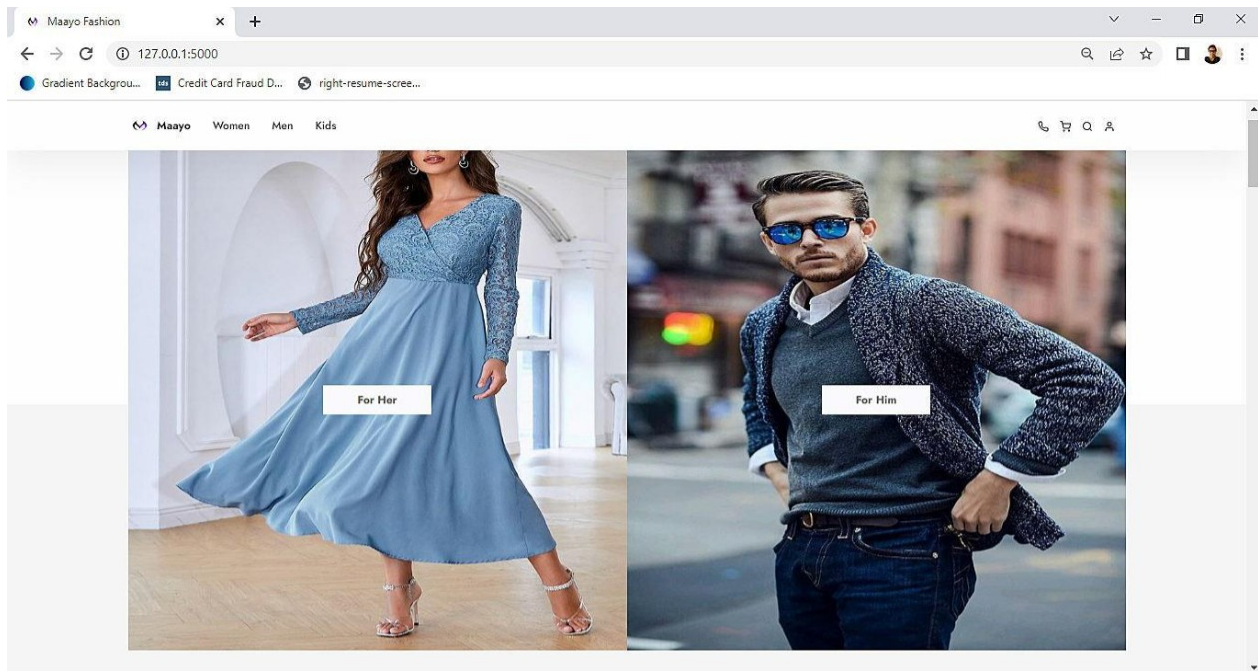 Maayo Fashion
127.0.0.1:5000
Gradient Backgrou... tds Credit Card Fraud D... right-resume-scree...
Maayo Women Men Kids
For Her For Him